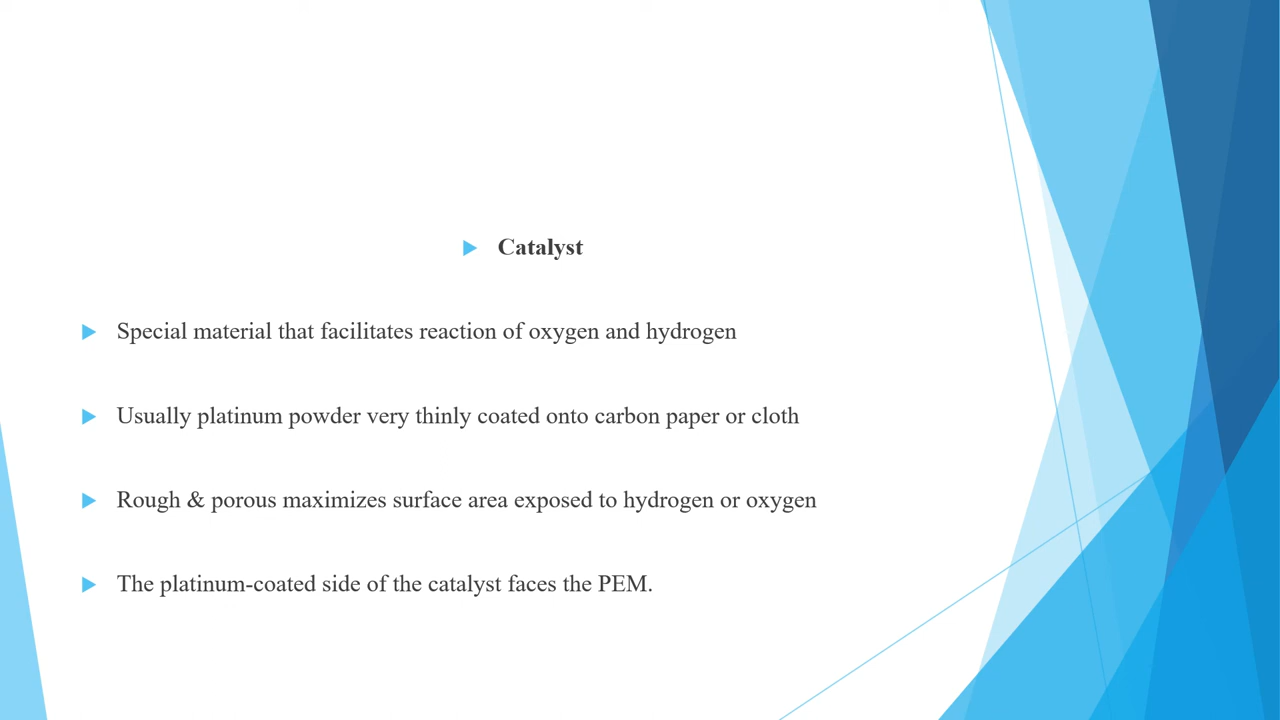 Catalyst
Special material that facilitates reaction of oxygen and hydrogen
Usually platinum powder very thinly coated onto carbon paper or cloth
Rough & porous maximizes surface area exposed to hydrogen or oxygen
The platinum-coated side of the catalyst faces the PEM.